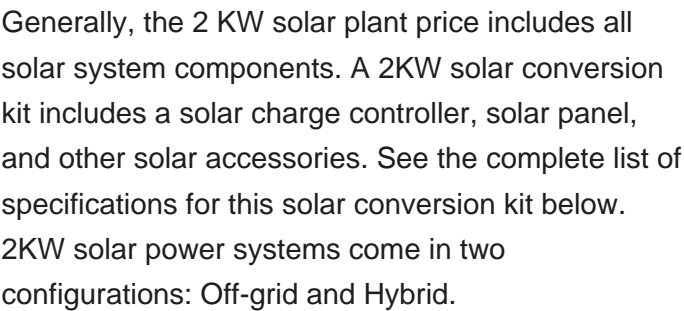 Generally, the 2 KW solar plant price includes all
solar system components. A 2KW solar conversion
kit includes a solar charge controller, solar panel,
and other solar accessories. See the complete list of
specifications for this solar conversion kit below.
2KW solar power systems come in two
configurations: Off-grid and Hybrid.